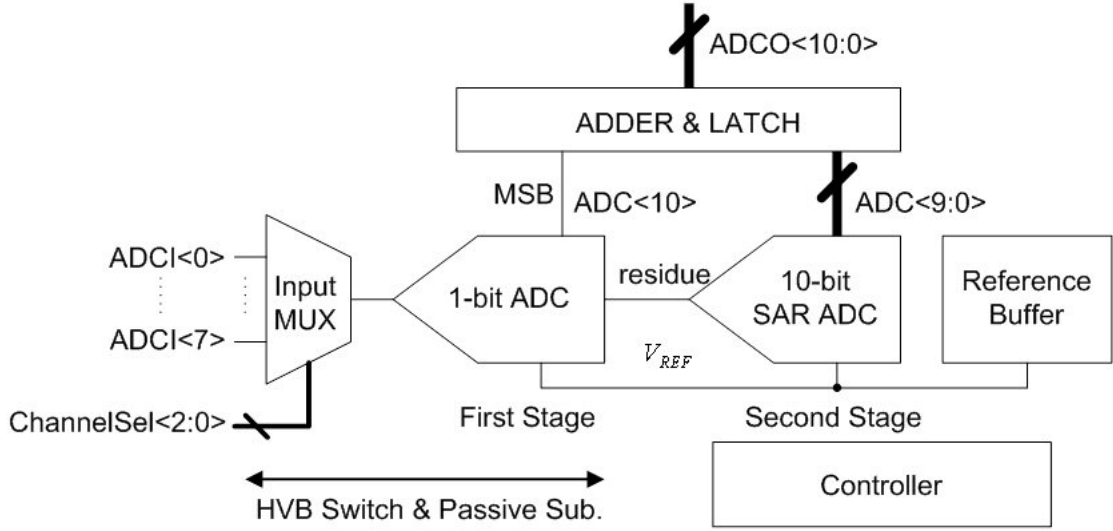 ADCO<10:0>
ADDER & LATCH
MSB
ADC<10>
ADC<9:0>
ADCI<0>
Input
MUX
ADCI<7>
1-bit ADC
residue
10-bit
SAR ADC
Reference
Buffer
V_REF
ChannelSel<2:0>
First Stage
Second Stage
HVB Switch & Passive Sub.
Controller